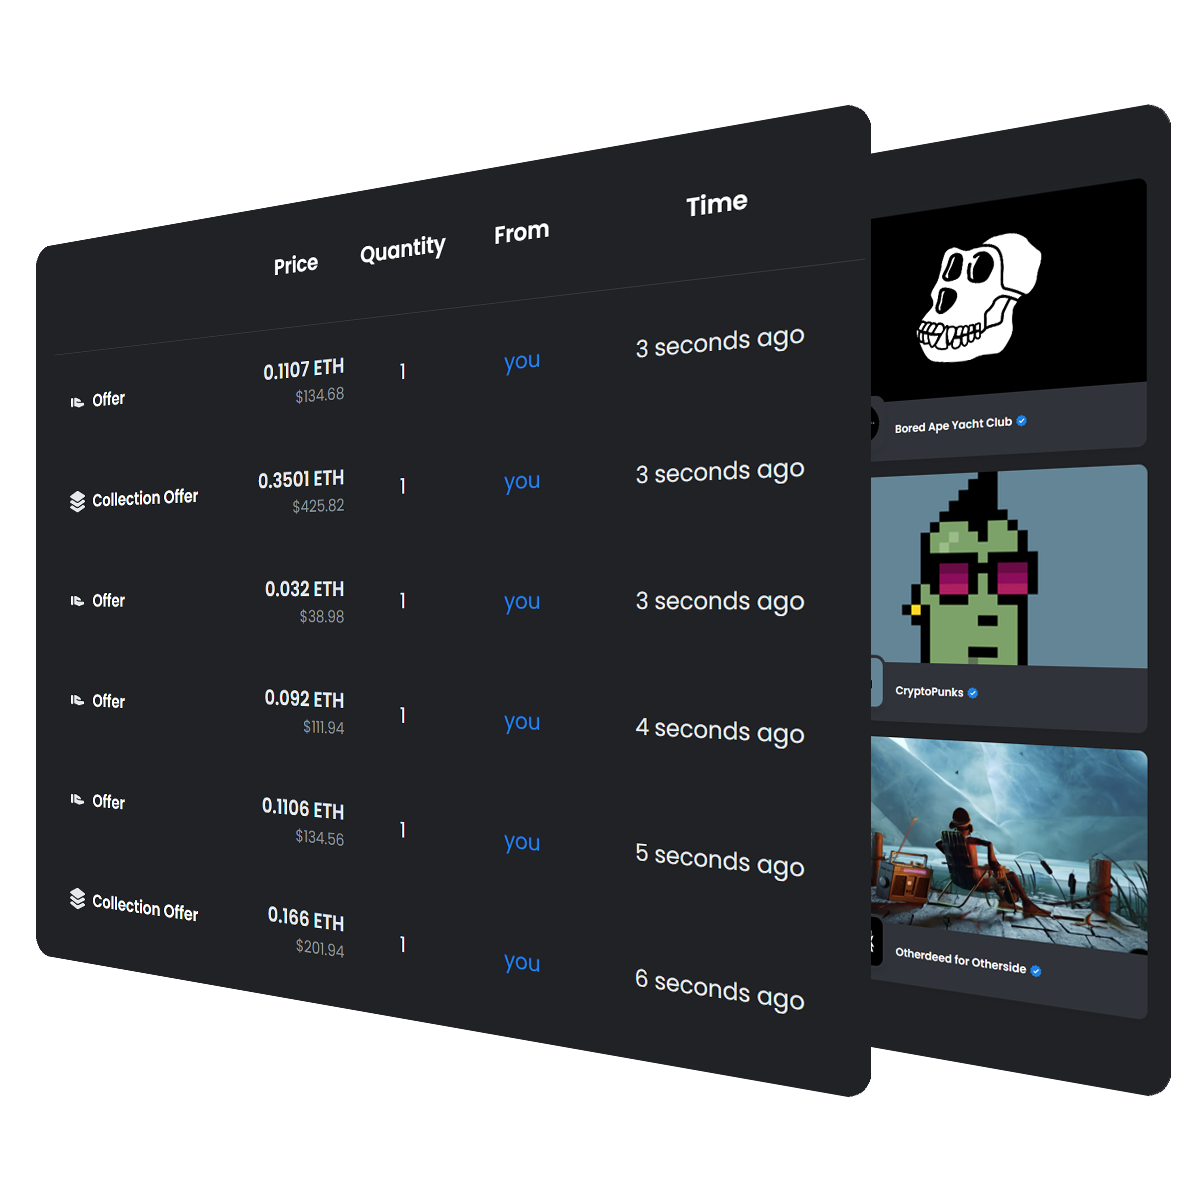 Price Quantity From Time
Offer 0.1107 ETH 1 you 3 seconds ago
$134.68
Collection Offer 0.3501 ETH 1 you 3 seconds ago
$425.82
Offer 0.032 ETH 1 you 3 seconds ago
$38.98
Offer 0.092 ETH 1 you 4 seconds ago
$111.94
Offer 0.1106 ETH 1 you 5 seconds ago
$134.56
Collection Offer 0.166 ETH 1 you 6 seconds ago
$201.94
Bored Ape Yacht Club
CryptoPunks
Otherdeed for Otherside